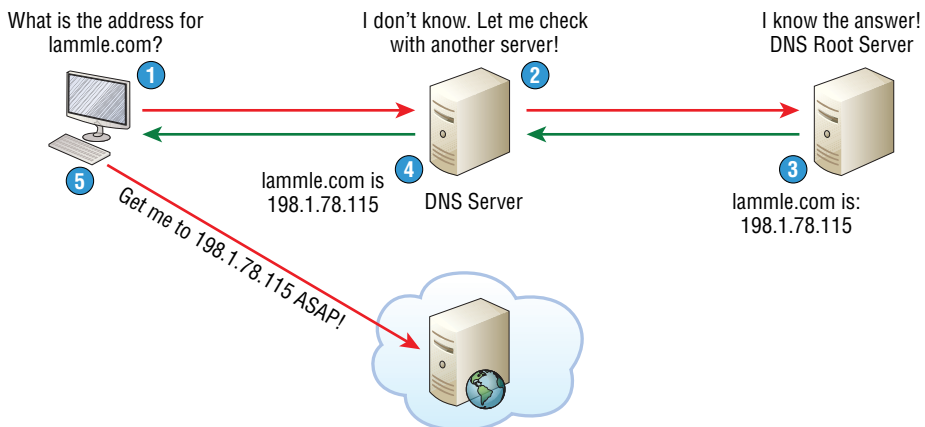 What is the address for
lammle.com?
I don't know. Let me check
with another server!
I know the answer!
DNS Root Server
1
2
5
4
3
lammle.com is
198.1.78.115
DNS Server
lammle.com is:
198.1.78.115
Get me to 198.1.78.115 ASAP!